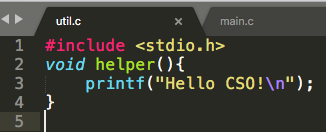 util.c × main.c
1 #include <stdio.h>
2 void helper(){
3     printf("Hello CSO!\n");
4 }
5